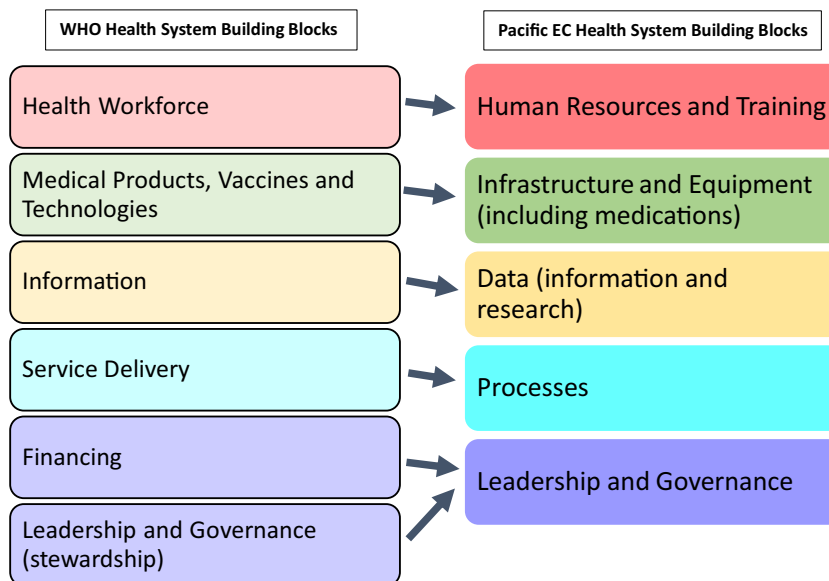 WHO Health System Building Blocks
Pacific EC Health System Building Blocks
Health Workforce
Human Resources and Training
Medical Products, Vaccines and
Technologies
Infrastructure and Equipment
(including medications)
Information
Data (information and
research)
Service Delivery
Processes
Financing
Leadership and Governance
Leadership and Governance
(stewardship)